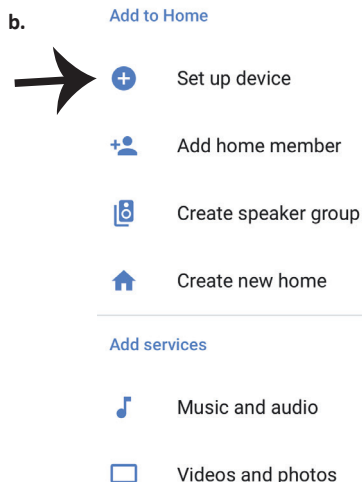 b.
Add to Home
Set up device
Add home member
Create speaker group
Create new home
Add services
Music and audio
Videos and photos